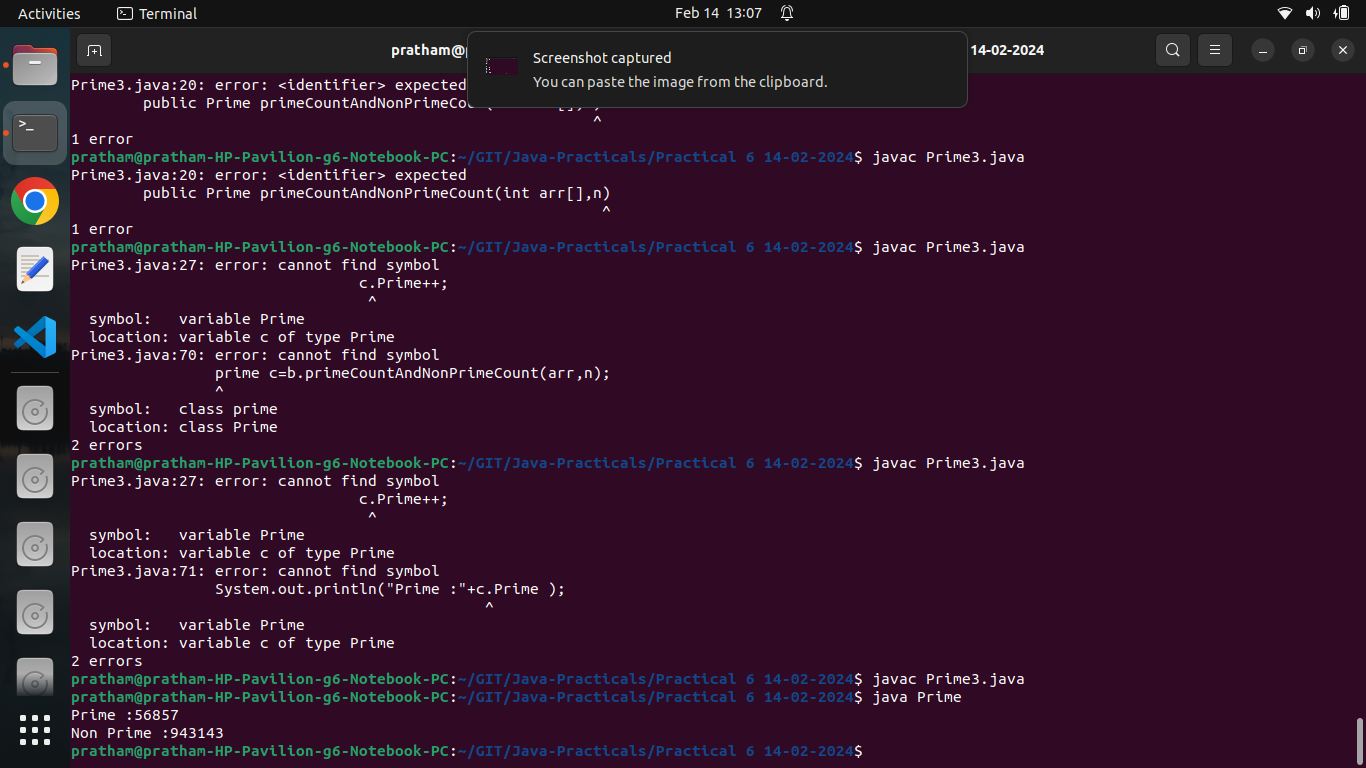 Activities
Terminal
Feb 14 13:07
pratham@
14-02-2024
Screenshot captured
You can paste the image from the clipboard.
Prime3.java:20: error: <identifier> expected
public Prime primeCountAndNonPrimeCou
^
1 error
pratham@pratham-HP-Pavilion-g6-Notebook-PC:~/GIT/Java-Practicals/Practical 6 14-02-2024$ javac Prime3.java
Prime3.java:20: error: <identifier> expected
public Prime primeCountAndNonPrimeCount(int arr[],n)
^
1 error
pratham@pratham-HP-Pavilion-g6-Notebook-PC:~/GIT/Java-Practicals/Practical 6 14-02-2024$ javac Prime3.java
Prime3.java:27: error: cannot find symbol
c.Prime++;
^
symbol:   variable Prime
location: variable c of type Prime
Prime3.java:70: error: cannot find symbol
prime c=b.primeCountAndNonPrimeCount(arr,n);
^
symbol:   class prime
location: class Prime
2 errors
pratham@pratham-HP-Pavilion-g6-Notebook-PC:~/GIT/Java-Practicals/Practical 6 14-02-2024$ javac Prime3.java
Prime3.java:27: error: cannot find symbol
c.Prime++;
^
symbol:   variable Prime
location: variable c of type Prime
Prime3.java:71: error: cannot find symbol
System.out.println("Prime :"+c.Prime );
^
symbol:   variable Prime
location: variable c of type Prime
2 errors
pratham@pratham-HP-Pavilion-g6-Notebook-PC:~/GIT/Java-Practicals/Practical 6 14-02-2024$ javac Prime3.java
pratham@pratham-HP-Pavilion-g6-Notebook-PC:~/GIT/Java-Practicals/Practical 6 14-02-2024$ java Prime
Prime :56857
Non Prime :943143
pratham@pratham-HP-Pavilion-g6-Notebook-PC:~/GIT/Java-Practicals/Practical 6 14-02-2024$